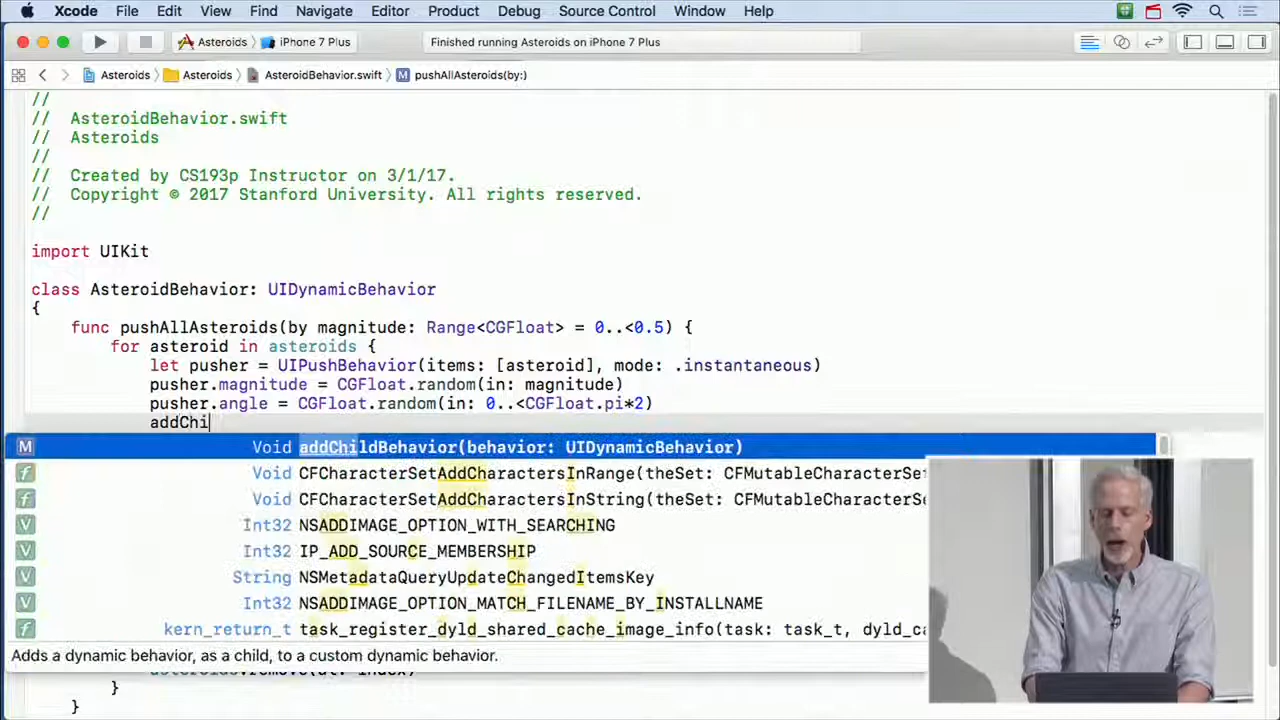 Xcode File Edit View Find Navigate Editor Product Debug Source Control Window Help
Asteroids iPhone 7 Plus Finished running Asteroids on iPhone 7 Plus
Asteroids Asteroids AsteroidBehavior.swift M pushAllAsteroids(by:)
//
// AsteroidBehavior.swift
// Asteroids
//
// Created by CS193p Instructor on 3/1/17.
// Copyright © 2017 Stanford University. All rights reserved.
//
import UIKit
class AsteroidBehavior: UIDynamicBehavior
{
func pushAllAsteroids(by magnitude: Range<CGFloat> = 0..<0.5) {
for asteroid in asteroids {
let pusher = UIPushBehavior(items: [asteroid], mode: .instantaneous)
pusher.magnitude = CGFloat.random(in: magnitude)
pusher.angle = CGFloat.random(in: 0..<CGFloat.pi*2)
addChi
M Void addChildBehavior(behavior: UIDynamicBehavior)
f Void CFCharacterSetAddCharactersInRange(theSet: CFMutableCharacterSe
f Void CFCharacterSetAddCharactersInString(theSet: CFMutableCharacterS
V Int32 NSADDIMAGE_OPTION_WITH_SEARCHING
V Int32 IP_ADD_SOURCE_MEMBERSHIP
V String NSMetadataQueryUpdateChangedItemsKey
V Int32 NSADDIMAGE_OPTION_MATCH_FILENAME_BY_INSTALLNAME
f kern_return_t task_register_dyld_shared_cache_image_info(task: task_t, dyld_ca
Adds a dynamic behavior, as a child, to a custom dynamic behavior.
asteroids.remove(at: index)
}
}